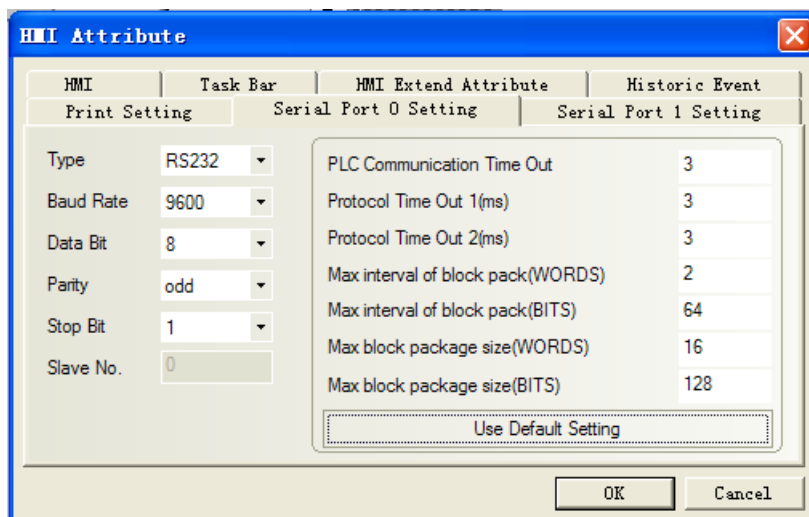 HMI Attribute
HMI Task Bar HMI Extend Attribute Historic Event
Print Setting Serial Port 0 Setting Serial Port 1 Setting
Type RS232
Baud Rate 9600
Data Bit 8
Parity odd
Stop Bit 1
Slave No. 0
PLC Communication Time Out 3
Protocol Time Out 1(ms) 3
Protocol Time Out 2(ms) 3
Max interval of block pack(WORDS) 2
Max interval of block pack(BITS) 64
Max block package size(WORDS) 16
Max block package size(BITS) 128
Use Default Setting
OK Cancel